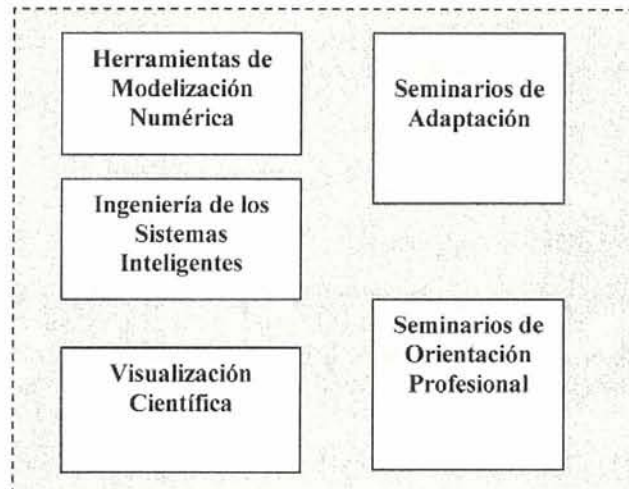 Herramientas de
Modelización
Numérica
Ingeniería de los
Sistemas
Inteligentes
Visualización
Científica
Seminarios de
Adaptación
Seminarios de
Orientación
Profesional